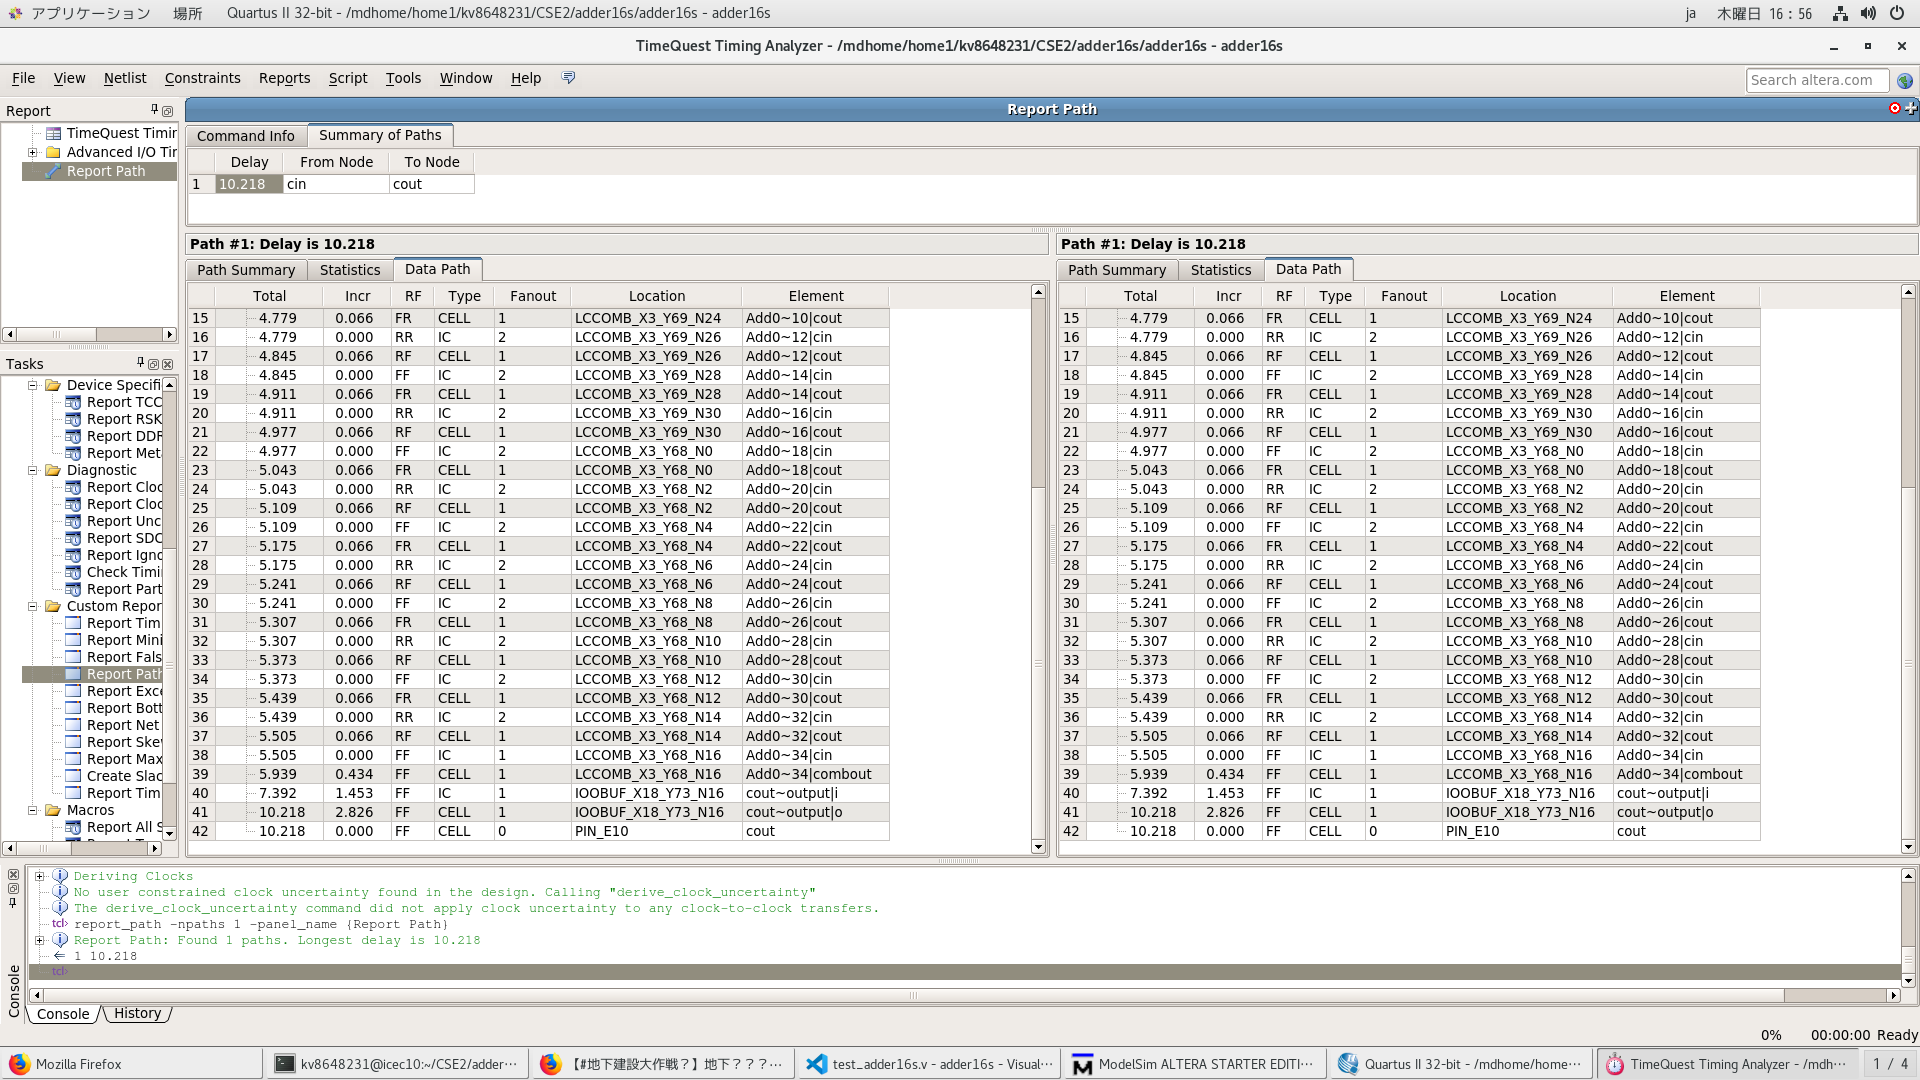 アプリケーション 場所 Quartus II 32-bit - /mdhome/home1/kv8648231/CSE2/adder16s/adder16s - adder16s ja 木曜日 16：56
TimeQuest Timing Analyzer - /mdhome/home1/kv8648231/CSE2/adder16s/adder16s - adder16s
File View Netlist Constraints Reports Script Tools Window Help Search altera.com
Report
TimeQuest Timir
Advanced I/O Tir
Report Path
Report Path
Command Info Summary of Paths
Delay From Node To Node
1 10.218 cin cout
Tasks
Device Specifi
Report TCC
Report RSK
Report DDR
Report Met
Diagnostic
Report Cloc
Report Cloc
Report Unc
Report SDC
Report Igno
Check Timi
Report Part
Custom Repor
Report Tim
Report Mini
Report Fals
Report Path
Report Exce
Report Bott
Report Net
Report Ske
Report Max
Create Slac
Report Tim
Macros
Report All S
Path #1: Delay is 10.218
Path Summary Statistics Data Path
Total Incr RF Type Fanout Location Element
15 4.779 0.066 FR CELL 1 LCCOMB_X3_Y69_N24 Add0~10|cout
16 4.779 0.000 RR IC 2 LCCOMB_X3_Y69_N26 Add0~12|cin
17 4.845 0.066 RF CELL 1 LCCOMB_X3_Y69_N26 Add0~12|cout
18 4.845 0.000 FF IC 2 LCCOMB_X3_Y69_N28 Add0~14|cin
19 4.911 0.066 FR CELL 1 LCCOMB_X3_Y69_N28 Add0~14|cout
20 4.911 0.000 RR IC 2 LCCOMB_X3_Y69_N30 Add0~16|cin
21 4.977 0.066 RF CELL 1 LCCOMB_X3_Y69_N30 Add0~16|cout
22 4.977 0.000 FF IC 2 LCCOMB_X3_Y68_N0 Add0~18|cin
23 5.043 0.066 FR CELL 1 LCCOMB_X3_Y68_N0 Add0~18|cout
24 5.043 0.000 RR IC 2 LCCOMB_X3_Y68_N2 Add0~20|cin
25 5.109 0.066 RF CELL 1 LCCOMB_X3_Y68_N2 Add0~20|cout
26 5.109 0.000 FF IC 2 LCCOMB_X3_Y68_N4 Add0~22|cin
27 5.175 0.066 FR CELL 1 LCCOMB_X3_Y68_N4 Add0~22|cout
28 5.175 0.000 RR IC 2 LCCOMB_X3_Y68_N6 Add0~24|cin
29 5.241 0.066 RF CELL 1 LCCOMB_X3_Y68_N6 Add0~24|cout
30 5.241 0.000 FF IC 2 LCCOMB_X3_Y68_N8 Add0~26|cin
31 5.307 0.066 FR CELL 1 LCCOMB_X3_Y68_N8 Add0~26|cout
32 5.307 0.000 RR IC 2 LCCOMB_X3_Y68_N10 Add0~28|cin
33 5.373 0.066 RF CELL 1 LCCOMB_X3_Y68_N10 Add0~28|cout
34 5.373 0.000 FF IC 2 LCCOMB_X3_Y68_N12 Add0~30|cin
35 5.439 0.066 FR CELL 1 LCCOMB_X3_Y68_N12 Add0~30|cout
36 5.439 0.000 RR IC 2 LCCOMB_X3_Y68_N14 Add0~32|cin
37 5.505 0.066 RF CELL 1 LCCOMB_X3_Y68_N14 Add0~32|cout
38 5.505 0.000 FF IC 1 LCCOMB_X3_Y68_N16 Add0~34|cin
39 5.939 0.434 FF CELL 1 LCCOMB_X3_Y68_N16 Add0~34|combout
40 7.392 1.453 FF IC 1 IOOBUF_X18_Y73_N16 cout~output|i
41 10.218 2.826 FF CELL 1 IOOBUF_X18_Y73_N16 cout~output|o
42 10.218 0.000 FF CELL 0 PIN_E10 cout
Path #1: Delay is 10.218
Path Summary Statistics Data Path
Total Incr RF Type Fanout Location Element
15 4.779 0.066 FR CELL 1 LCCOMB_X3_Y69_N24 Add0~10|cout
16 4.779 0.000 RR IC 2 LCCOMB_X3_Y69_N26 Add0~12|cin
17 4.845 0.066 RF CELL 1 LCCOMB_X3_Y69_N26 Add0~12|cout
18 4.845 0.000 FF IC 2 LCCOMB_X3_Y69_N28 Add0~14|cin
19 4.911 0.066 FR CELL 1 LCCOMB_X3_Y69_N28 Add0~14|cout
20 4.911 0.000 RR IC 2 LCCOMB_X3_Y69_N30 Add0~16|cin
21 4.977 0.066 RF CELL 1 LCCOMB_X3_Y69_N30 Add0~16|cout
22 4.977 0.000 FF IC 2 LCCOMB_X3_Y68_N0 Add0~18|cin
23 5.043 0.066 FR CELL 1 LCCOMB_X3_Y68_N0 Add0~18|cout
24 5.043 0.000 RR IC 2 LCCOMB_X3_Y68_N2 Add0~20|cin
25 5.109 0.066 RF CELL 1 LCCOMB_X3_Y68_N2 Add0~20|cout
26 5.109 0.000 FF IC 2 LCCOMB_X3_Y68_N4 Add0~22|cin
27 5.175 0.066 FR CELL 1 LCCOMB_X3_Y68_N4 Add0~22|cout
28 5.175 0.000 RR IC 2 LCCOMB_X3_Y68_N6 Add0~24|cin
29 5.241 0.066 RF CELL 1 LCCOMB_X3_Y68_N6 Add0~24|cout
30 5.241 0.000 FF IC 2 LCCOMB_X3_Y68_N8 Add0~26|cin
31 5.307 0.066 FR CELL 1 LCCOMB_X3_Y68_N8 Add0~26|cout
32 5.307 0.000 RR IC 2 LCCOMB_X3_Y68_N10 Add0~28|cin
33 5.373 0.066 RF CELL 1 LCCOMB_X3_Y68_N10 Add0~28|cout
34 5.373 0.000 FF IC 2 LCCOMB_X3_Y68_N12 Add0~30|cin
35 5.439 0.066 FR CELL 1 LCCOMB_X3_Y68_N12 Add0~30|cout
36 5.439 0.000 RR IC 2 LCCOMB_X3_Y68_N14 Add0~32|cin
37 5.505 0.066 RF CELL 1 LCCOMB_X3_Y68_N14 Add0~32|cout
38 5.505 0.000 FF IC 1 LCCOMB_X3_Y68_N16 Add0~34|cin
39 5.939 0.434 FF CELL 1 LCCOMB_X3_Y68_N16 Add0~34|combout
40 7.392 1.453 FF IC 1 IOOBUF_X18_Y73_N16 cout~output|i
41 10.218 2.826 FF CELL 1 IOOBUF_X18_Y73_N16 cout~output|o
42 10.218 0.000 FF CELL 0 PIN_E10 cout
Deriving Clocks
No user constrained clock uncertainty found in the design. Calling "derive_clock_uncertainty"
The derive_clock_uncertainty command did not apply clock uncertainty to any clock-to-clock transfers.
tcl> report_path -npaths 1 -panel_name {Report Path}
Report Path: Found 1 paths. Longest delay is 10.218
1 10.218
tcl>
Console
Console History
0% 00:00:00 Ready
Mozilla Firefox kv8648231@icec10:~/CSE2/adder… 【#地下建設大作戦？】地下？？？… test_adder16s.v - adder16s - Visual… ModelSim ALTERA STARTER EDITI… Quartus II 32-bit - /mdhome/home… TimeQuest Timing Analyzer - /mdh… 1 / 4